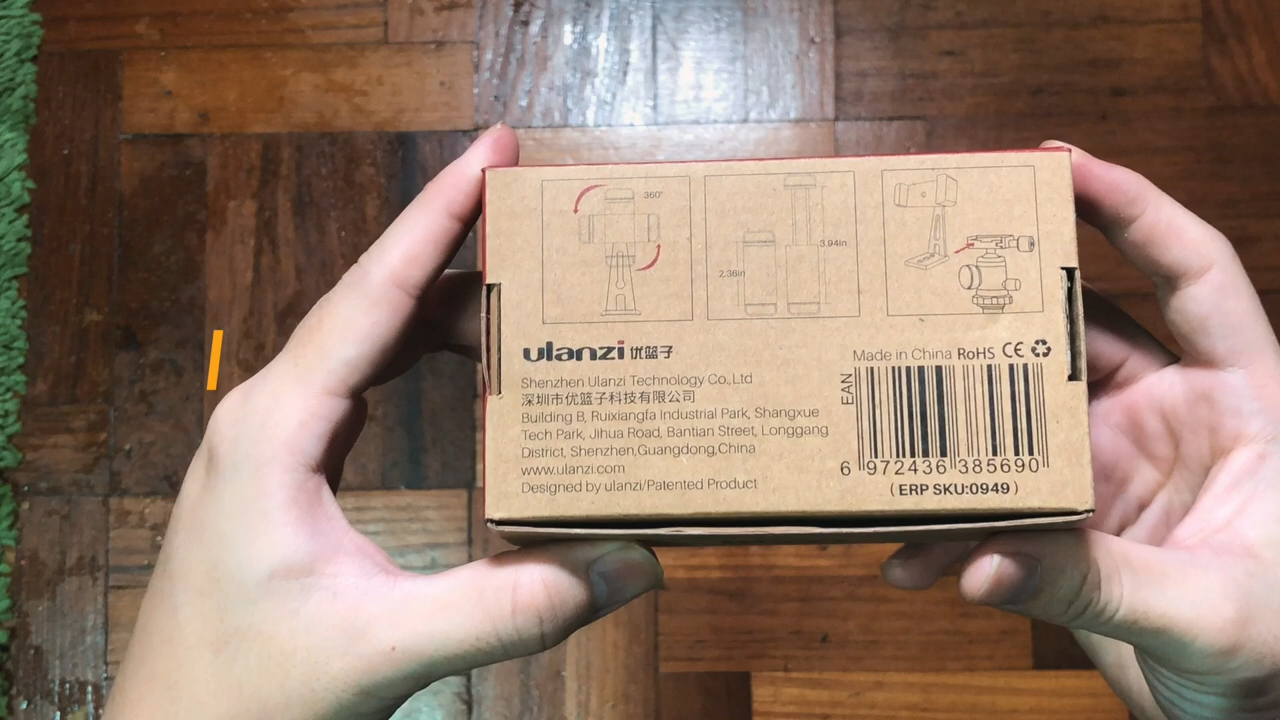 360°
2.36in
3.94in
ulanzi 优篮子
Shenzhen Ulanzi Technology Co.,Ltd
深圳市优篮子科技有限公司
Building B, Ruixiangfa Industrial Park, Shangxue
Tech Park, Jihua Road, Bantian Street, Longgang
District, Shenzhen,Guangdong,China
www.ulanzi.com
Designed by ulanzi/Patented Product
Made in China RoHS CE
EAN
6 972436 385690
( ERP SKU:0949 )